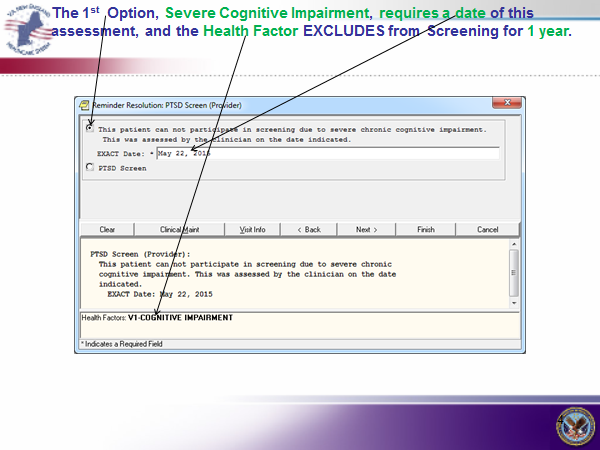 The 1st Option, Severe Cognitive Impairment, requires a date of this
assessment, and the Health Factor EXCLUDES from Screening for 1 year.
VA NEW ENGLAND
HEALTHCARE SYSTEM
Reminder Resolution: PTSD Screen (Provider)
This patient can not participate in screening due to severe chronic cognitive impairment.
This was assessed by the clinician on the date indicated.
EXACT Date: * May 22, 2015
PTSD Screen
Clear Clinical Maint Visit Info < Back Next > Finish Cancel
PTSD Screen (Provider):
This patient can not participate in screening due to severe chronic
cognitive impairment. This was assessed by the clinician on the date
indicated.
EXACT Date: May 22, 2015
Health Factors: V1-COGNITIVE IMPAIRMENT
* Indicates a Required Field